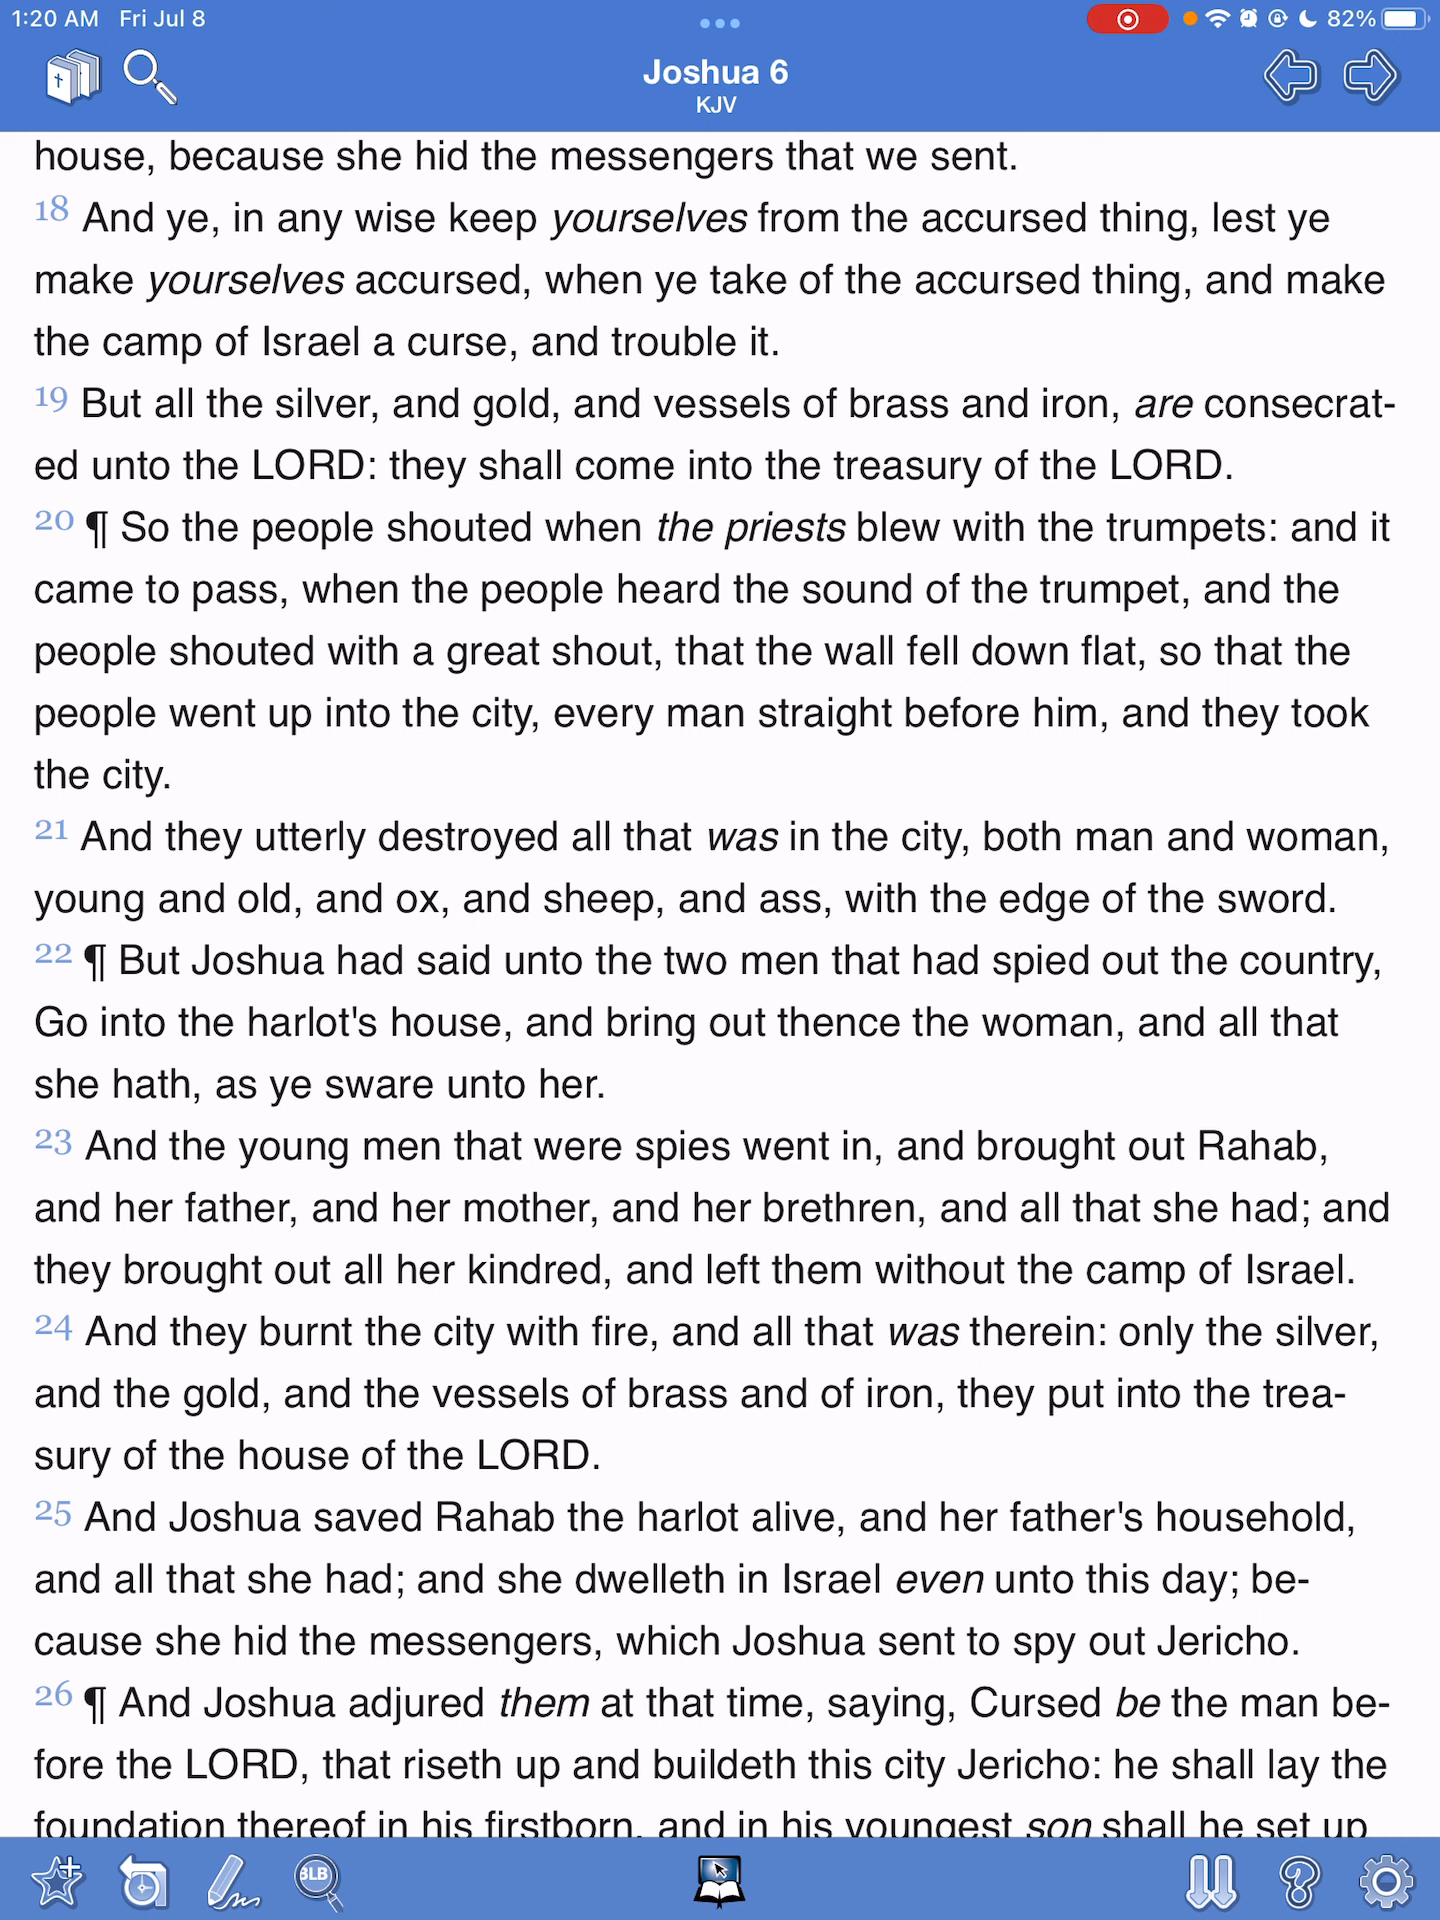 1:20 AM Fri Jul 8
82%
Joshua 6
KJV
house, because she hid the messengers that we sent.
18 And ye, in any wise keep yourselves from the accursed thing, lest ye
make yourselves accursed, when ye take of the accursed thing, and make
the camp of Israel a curse, and trouble it.
19 But all the silver, and gold, and vessels of brass and iron, are consecrat-
ed unto the LORD: they shall come into the treasury of the LORD.
20 ¶ So the people shouted when the priests blew with the trumpets: and it
came to pass, when the people heard the sound of the trumpet, and the
people shouted with a great shout, that the wall fell down flat, so that the
people went up into the city, every man straight before him, and they took
the city.
21 And they utterly destroyed all that was in the city, both man and woman,
young and old, and ox, and sheep, and ass, with the edge of the sword.
22 ¶ But Joshua had said unto the two men that had spied out the country,
Go into the harlot's house, and bring out thence the woman, and all that
she hath, as ye sware unto her.
23 And the young men that were spies went in, and brought out Rahab,
and her father, and her mother, and her brethren, and all that she had; and
they brought out all her kindred, and left them without the camp of Israel.
24 And they burnt the city with fire, and all that was therein: only the silver,
and the gold, and the vessels of brass and of iron, they put into the trea-
sury of the house of the LORD.
25 And Joshua saved Rahab the harlot alive, and her father's household,
and all that she had; and she dwelleth in Israel even unto this day; be-
cause she hid the messengers, which Joshua sent to spy out Jericho.
26 ¶ And Joshua adjured them at that time, saying, Cursed be the man be-
fore the LORD, that riseth up and buildeth this city Jericho: he shall lay the
foundation thereof in his firstborn, and in his youngest son shall he set up
BLB